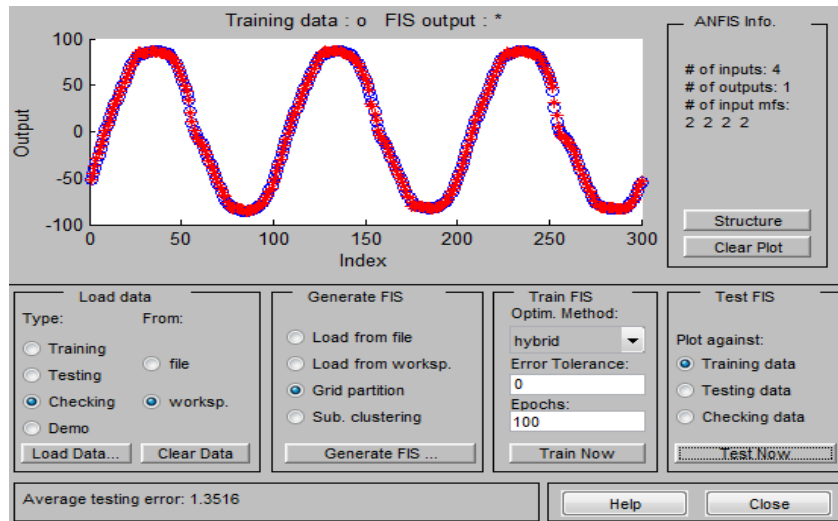 Training data : o   FIS output : *
100
50
0
-50
-100
Output
0
50
100
150
200
250
300
Index
ANFIS Info.
# of inputs: 4
# of outputs: 1
# of input mfs:
2 2 2 2
Structure
Clear Plot
Load data
Type:
From:
Training
Testing
Checking
Demo
file
worksp.
Load Data...
Clear Data
Generate FIS
Load from file
Load from worksp.
Grid partition
Sub. clustering
Generate FIS ...
Train FIS
Optim. Method:
hybrid
Error Tolerance:
0
Epochs:
100
Train Now
Test FIS
Plot against:
Training data
Testing data
Checking data
Test Now
Average testing error: 1.3516
Help
Close